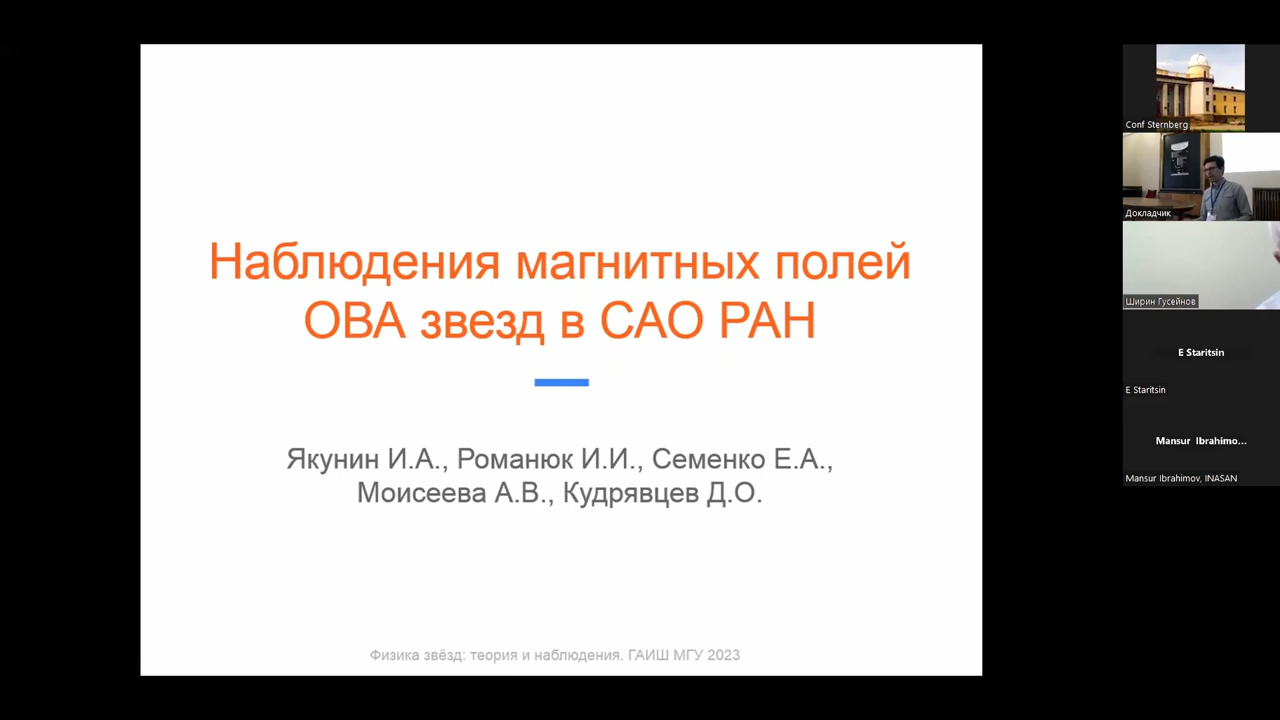 Наблюдения магнитных полей
ОВА звезд в САО РАН
Якунин И.А., Романюк И.И., Семенко Е.А.,
Моисеева А.В., Кудрявцев Д.О.
Физика звёзд: теория и наблюдения. ГАИШ МГУ 2023
Conf Sternberg
Докладчик
Ширин Гусейнов
E Staritsin
E Staritsin
Mansur Ibrahimo...
Mansur Ibrahimov, INASAN